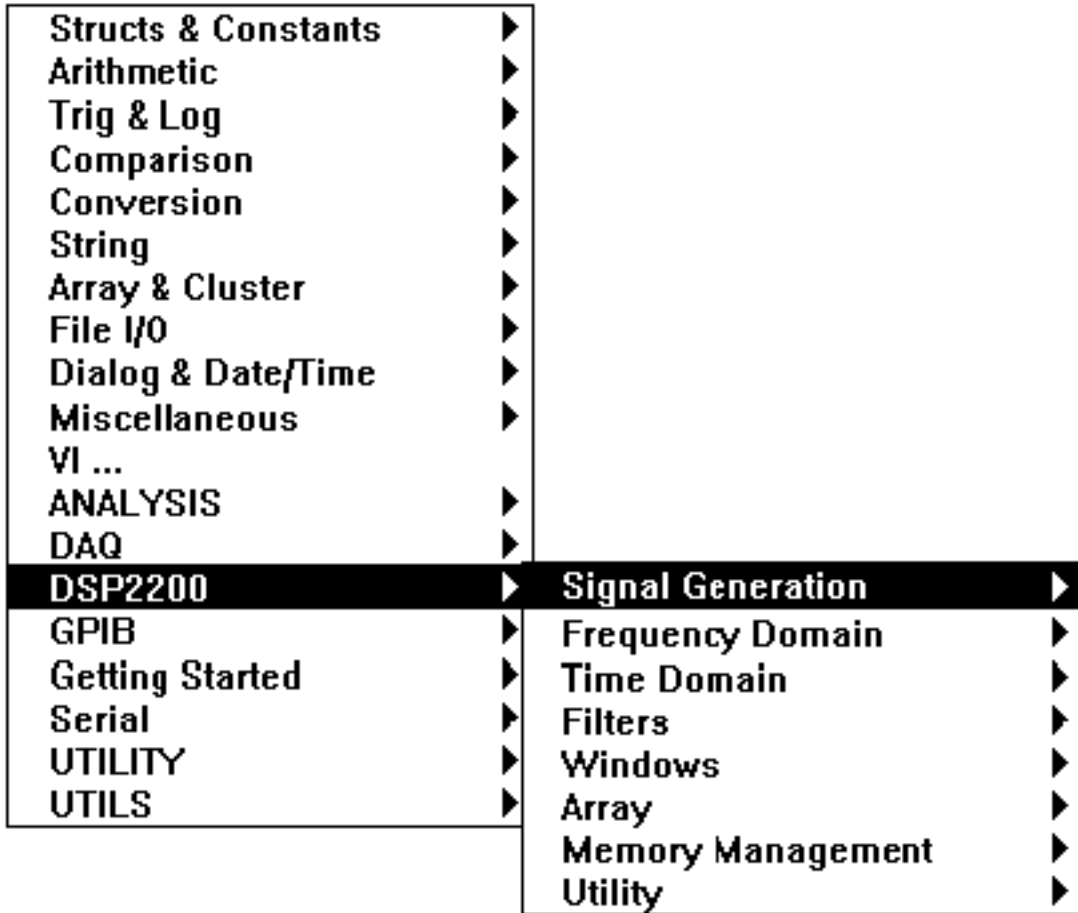 Structs & Constants
Arithmetic
Trig & Log
Comparison
Conversion
String
Array & Cluster
File I/O
Dialog & Date/Time
Miscellaneous
VI ...
ANALYSIS
DAQ
DSP2200
GPIB
Getting Started
Serial
UTILITY
UTILS
Signal Generation
Frequency Domain
Time Domain
Filters
Windows
Array
Memory Management
Utility